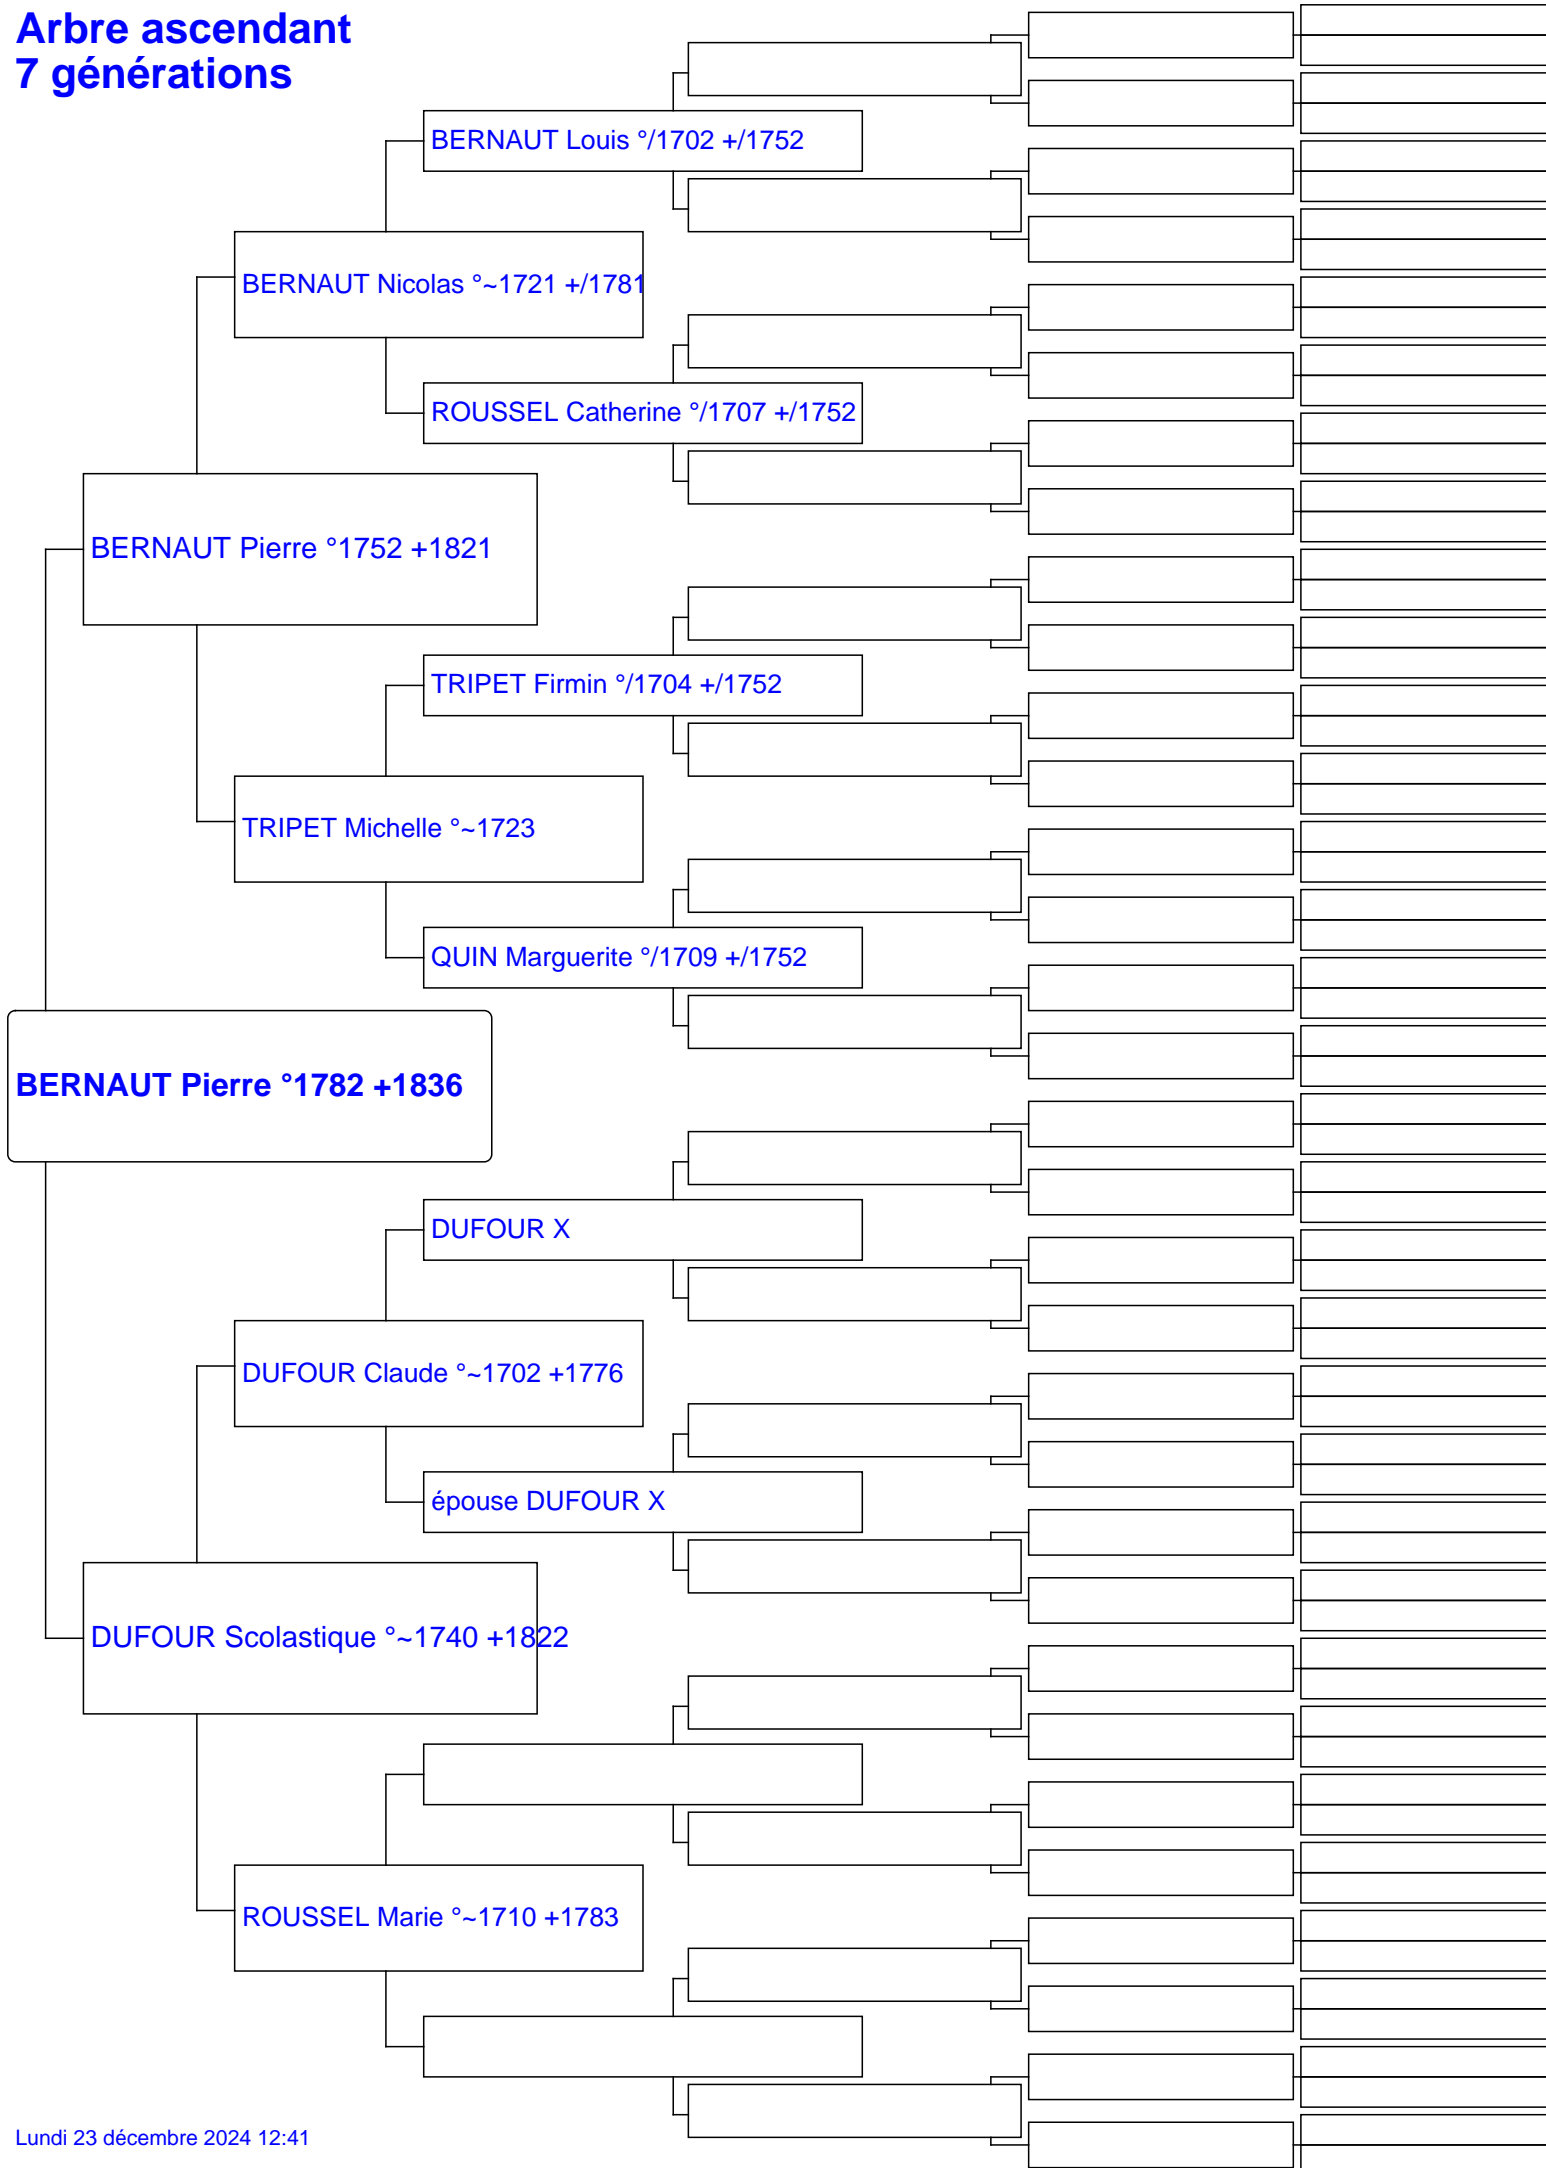 Arbre ascendant
7 générations
BERNAUT Louis °/1702 +/1752
BERNAUT Nicolas °~1721 +/1781
ROUSSEL Catherine °/1707 +/1752
BERNAUT Pierre °1752 +1821
TRIPET Firmin °/1704 +/1752
TRIPET Michelle °~1723
QUIN Marguerite °/1709 +/1752
BERNAUT Pierre °1782 +1836
DUFOUR X
DUFOUR Claude °~1702 +1776
épouse DUFOUR X
DUFOUR Scolastique °~1740 +1822
ROUSSEL Marie °~1710 +1783
Lundi 23 décembre 2024 12:41